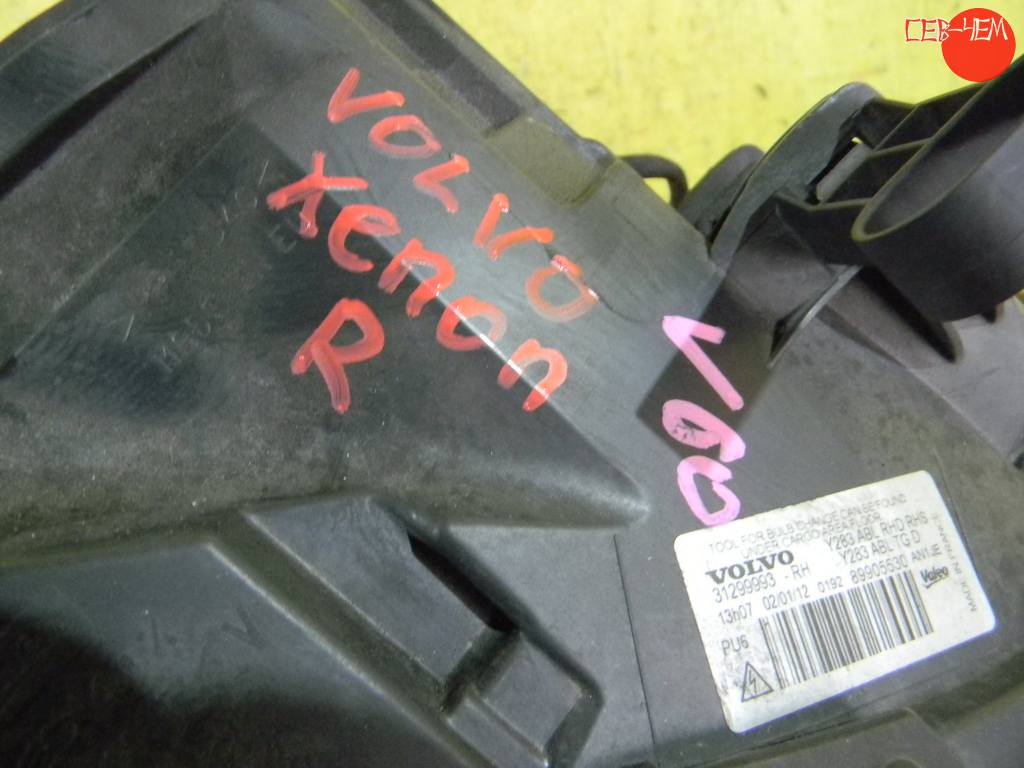 СЕВ-ЧЕМ
VOLVO
xenon
R
V60
TOOL FOR BULB CHANGE CAN BE FOUND
UNDER CARGO AREA FLOOR
VOLVO Y283 ABL RHD RHS
31299993 - RH Y283 ABL TG D
13h07 02/01/12 0192 89905530 ANUE
PU6
Valeo
MADE IN FRANCE